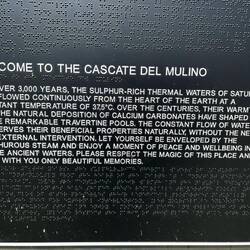 COME TO THE CASCATE DEL MULINO
VER 3,000 YEARS, THE SULPHUR-RICH THERMAL WATERS OF SATU
FLOWED CONTINUOUSLY FROM THE HEART OF THE EARTH AT A
TANT TEMPERATURE OF 37.5°C. OVER THE CENTURIES, THEIR WARM
THE NATURAL DEPOSITION OF CALCIUM CARBONATES HAVE SHAPED
E REMARKABLE TRAVERTINE POOLS. THE CONSTANT FLOW OF WATER
ERVES THEIR BENEFICIAL PROPERTIES NATURALLY, WITHOUT THE NE
EXTERNAL INTERVENTION. LET YOURSELF BE ENVELOPED BY THE
HUROUS STEAM AND ENJOY A MOMENT OF PEACE AND WELLBEING IN
E ANCIENT WATERS. PLEASE RESPECT THE MAGIC OF THIS PLACE AN
WITH YOU ONLY BEAUTIFUL MEMORIES.